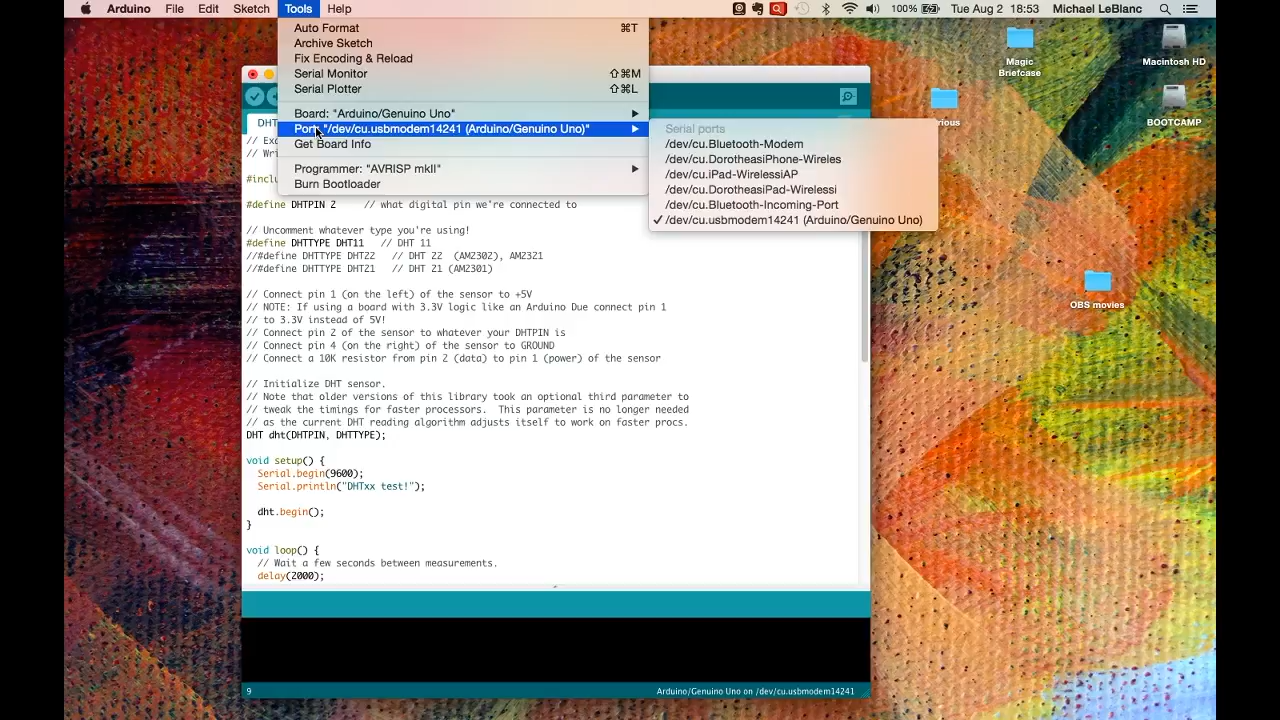 Arduino File Edit Sketch Tools Help 100% Tue Aug 2 18:53 Michael LeBlanc
Auto Format ⌘T
Archive Sketch
Fix Encoding & Reload
Serial Monitor ⇧⌘M
Serial Plotter ⇧⌘L
Board: "Arduino/Genuino Uno"
Port: "/dev/cu.usbmodem14241 (Arduino/Genuino Uno)"
Get Board Info
Programmer: "AVRISP mkII"
Burn Bootloader
Serial ports
/dev/cu.Bluetooth-Modem
/dev/cu.DorotheasiPhone-Wireles
/dev/cu.iPad-WirelessiAP
/dev/cu.DorotheasiPad-Wirelessi
/dev/cu.Bluetooth-Incoming-Port
✓ /dev/cu.usbmodem14241 (Arduino/Genuino Uno)
Magic
Briefcase
Macintosh HD
BOOTCAMP
OBS movies
DHT
#define DHTPIN 2 // what digital pin we're connected to
// Uncomment whatever type you're using!
#define DHTTYPE DHT11 // DHT 11
//#define DHTTYPE DHT22 // DHT 22 (AM2302), AM2321
//#define DHTTYPE DHT21 // DHT 21 (AM2301)
// Connect pin 1 (on the left) of the sensor to +5V
// NOTE: If using a board with 3.3V logic like an Arduino Due connect pin 1
// to 3.3V instead of 5V!
// Connect pin 2 of the sensor to whatever your DHTPIN is
// Connect pin 4 (on the right) of the sensor to GROUND
// Connect a 10K resistor from pin 2 (data) to pin 1 (power) of the sensor
// Initialize DHT sensor.
// Note that older versions of this library took an optional third parameter to
// tweak the timings for faster processors. This parameter is no longer needed
// as the current DHT reading algorithm adjusts itself to work on faster procs.
DHT dht(DHTPIN, DHTTYPE);
void setup() {
Serial.begin(9600);
Serial.println("DHTxx test!");
dht.begin();
}
void loop() {
// Wait a few seconds between measurements.
delay(2000);
9 Arduino/Genuino Uno on /dev/cu.usbmodem14241